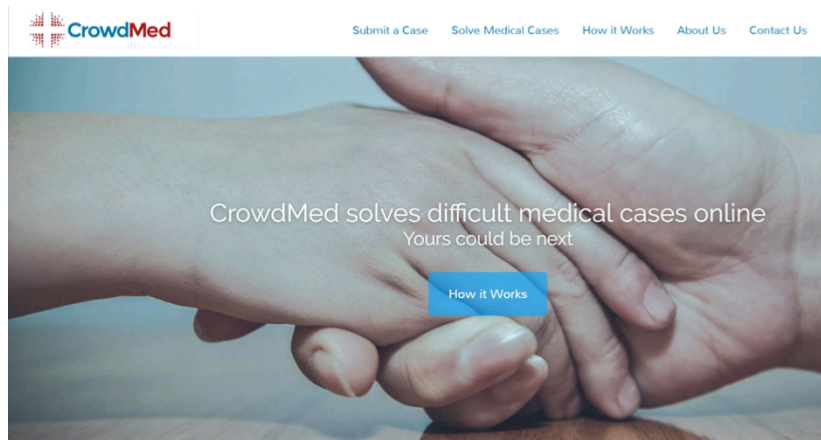 CrowdMed
Submit a Case Solve Medical Cases How it Works About Us Contact Us
CrowdMed solves difficult medical cases online
Yours could be next
How it Works